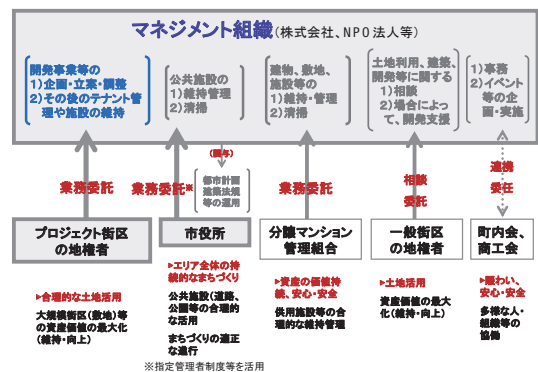 マネジメント組織(株式会社、NPO法人等)
開発事業等の
1)企画・立案・調整
2)その後のテナント管
理や施設の維持
公共施設の
1)維持管理
2)清掃
建物、敷地、
施設等の
1)維持・管理
2)清掃
土地利用、建築、
開発等に関する
1)相談
2)場合によっ
て、開発支援
1)事務
2)イベント
等の企
画・実施
(関与)
都市計画
建築法規
等の運用
業務委託
業務委託※
業務委託
相談
委託
連携
委任
プロジェクト街区
の地権者
市役所
分譲マンション
管理組合
一般街区
の地権者
町内会、
商工会
▶合理的な土地活用
大規模街区(敷地)等
の資産価値の最大化
(維持・向上)
▶エリア全体の持
続的なまちづくり
公共施設(道路、
公園等の合理的
な活用
まちづくりの適正
な進行
▶資産の価値持
続、安心・安全
供用施設等の合
理的な維持管理
▶土地活用
資産価値の最大
化(維持・向上)
▶賑わい、
安心・安全
多様な人・
組織等の
協働
※指定管理者制度等を活用